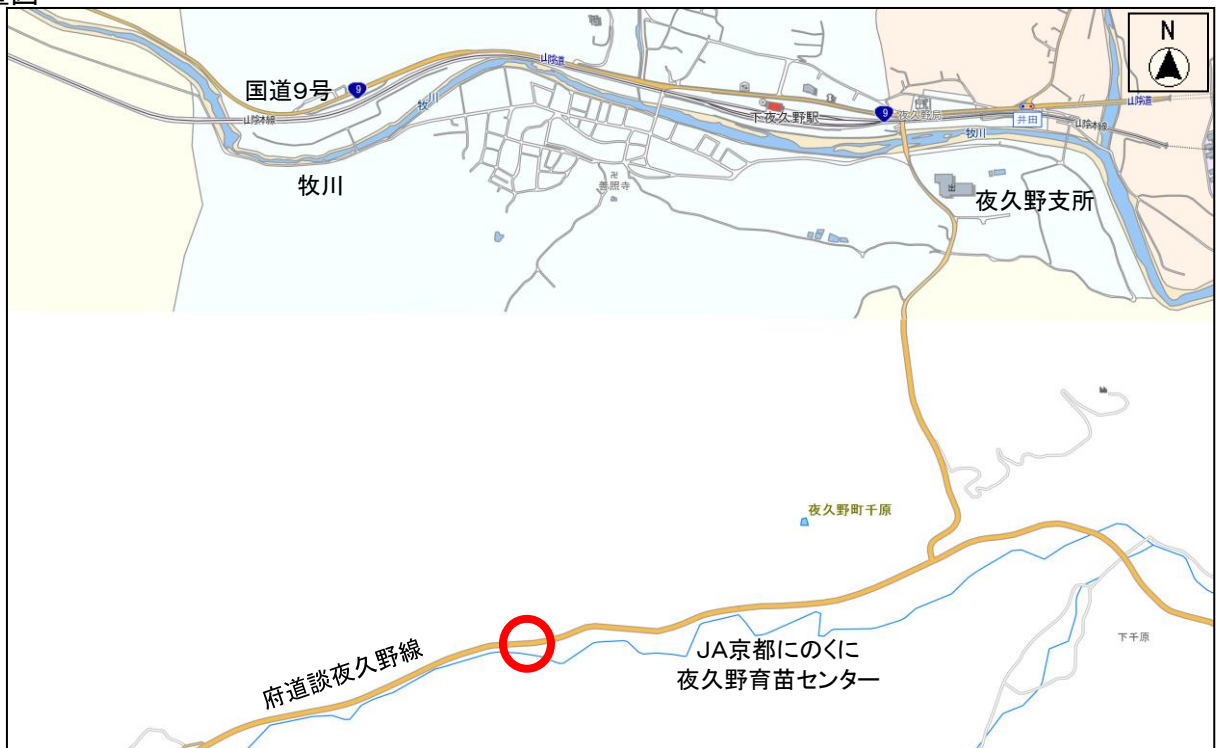 N
国道9号
9
山陰道
山陰本線
牧川
牧川
下夜久野駅
9
夜久野局
井田
山陰道
山陰本線
牧川
善照寺
夜久野支所
夜久野町千原
下千原
府道談夜久野線
JA京都にのくに
夜久野育苗センター